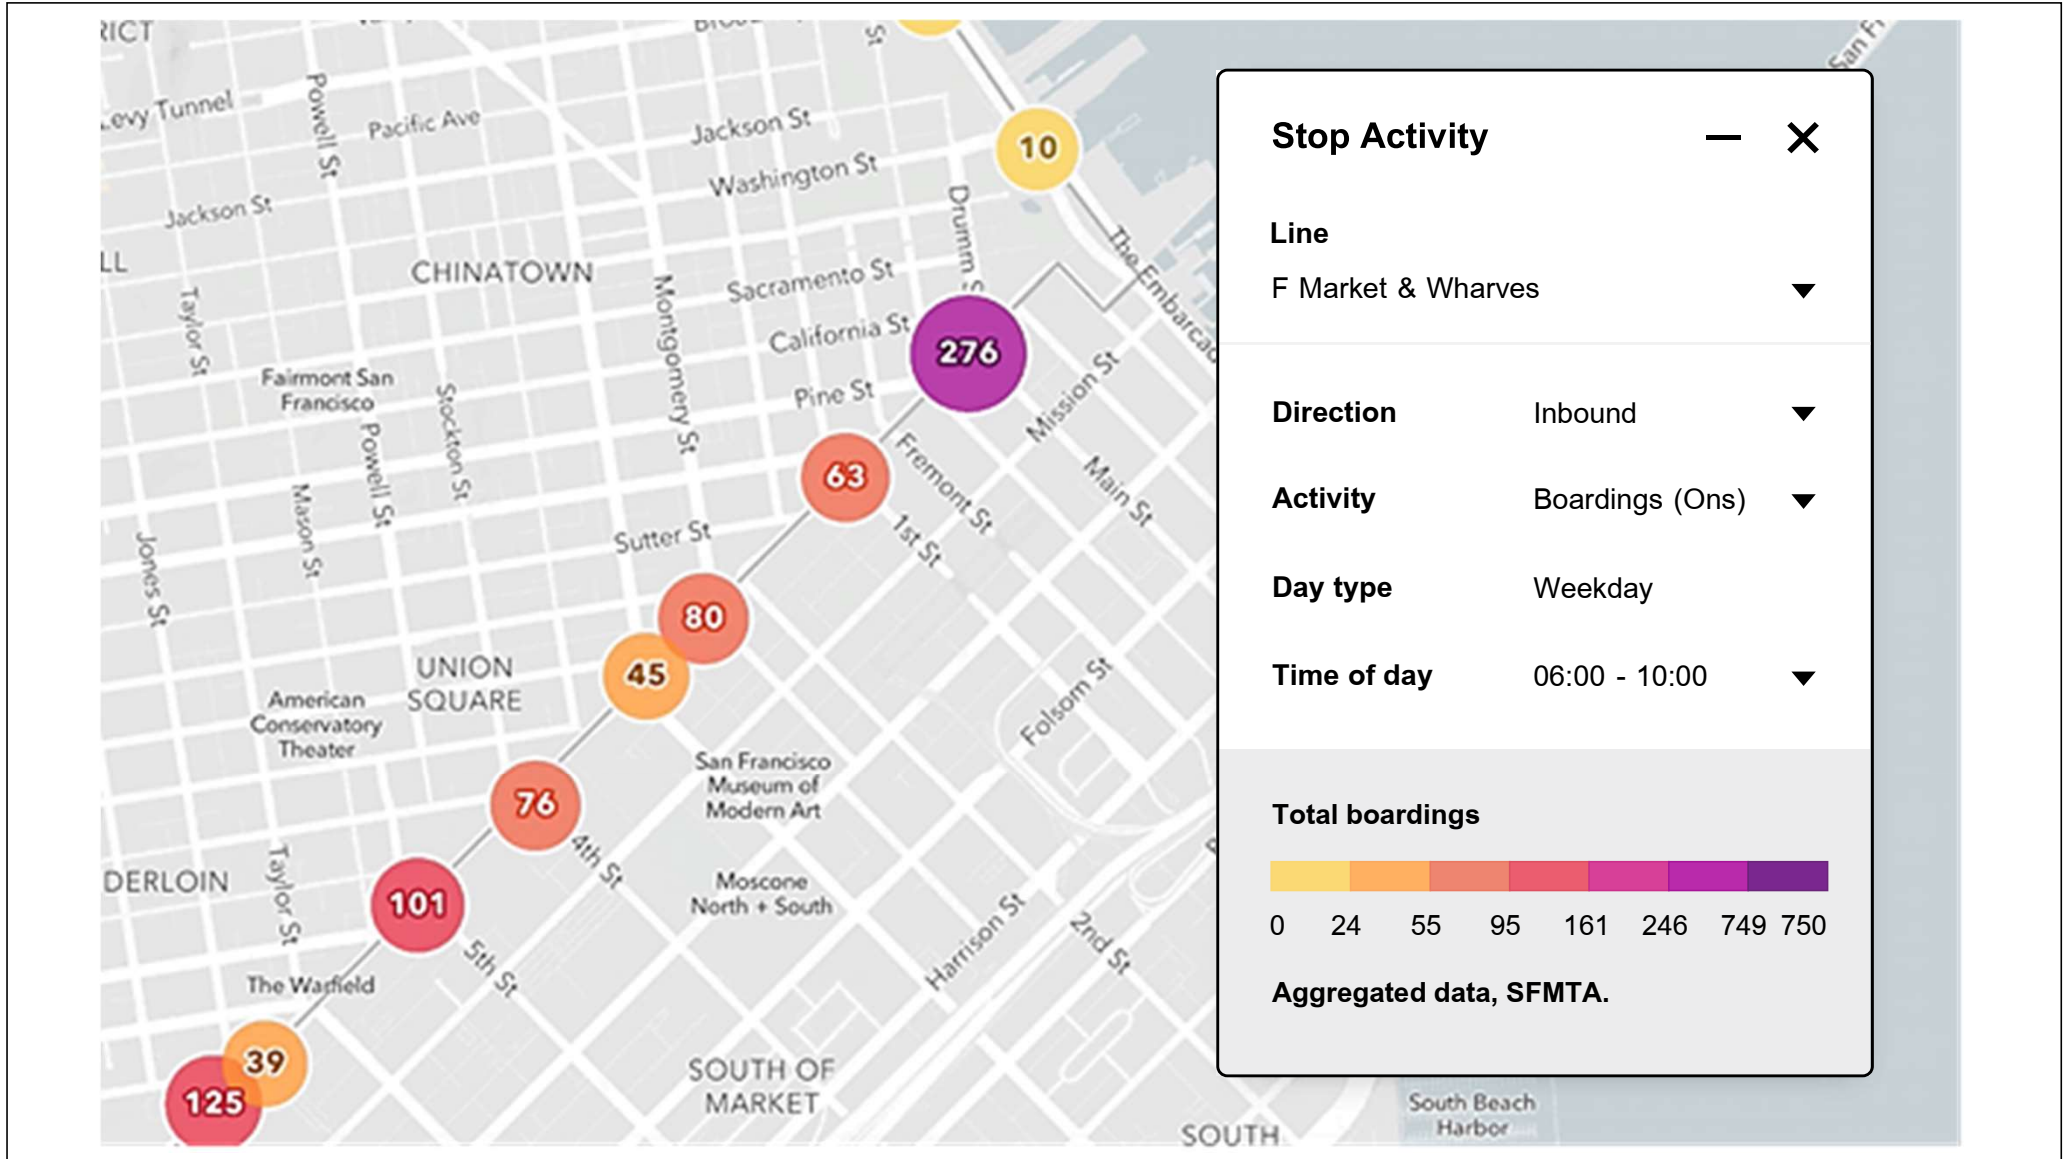 RICT
St
San Fr
Levy Tunnel
Powell St
Pacific Ave
Jackson St
Washington St
10
Jackson St
Drumm S
The Embarcad
LL
CHINATOWN
Sacramento St
Taylor St
Montgomery St
California St
276
Mission St
Fairmont San
Francisco
Stockton St
Pine St
Powell St
Fremont St
63
Main St
Mason St
1st St
Sutter St
Jones St
80
UNION
SQUARE
45
American
Conservatory
Theater
Folsom St
San Francisco
Museum of
Modern Art
76
4th St
DERLOIN
Taylor St
101
Moscone
North + South
Harrison St
2nd St
5th St
The Warfield
39
125
SOUTH OF
MARKET
SOUTH
South Beach
Harbor
Stop Activity
Line
F Market & Wharves
Direction Inbound
Activity Boardings (Ons)
Day type Weekday
Time of day 06:00 - 10:00
Total boardings
0 24 55 95 161 246 749 750
Aggregated data, SFMTA.